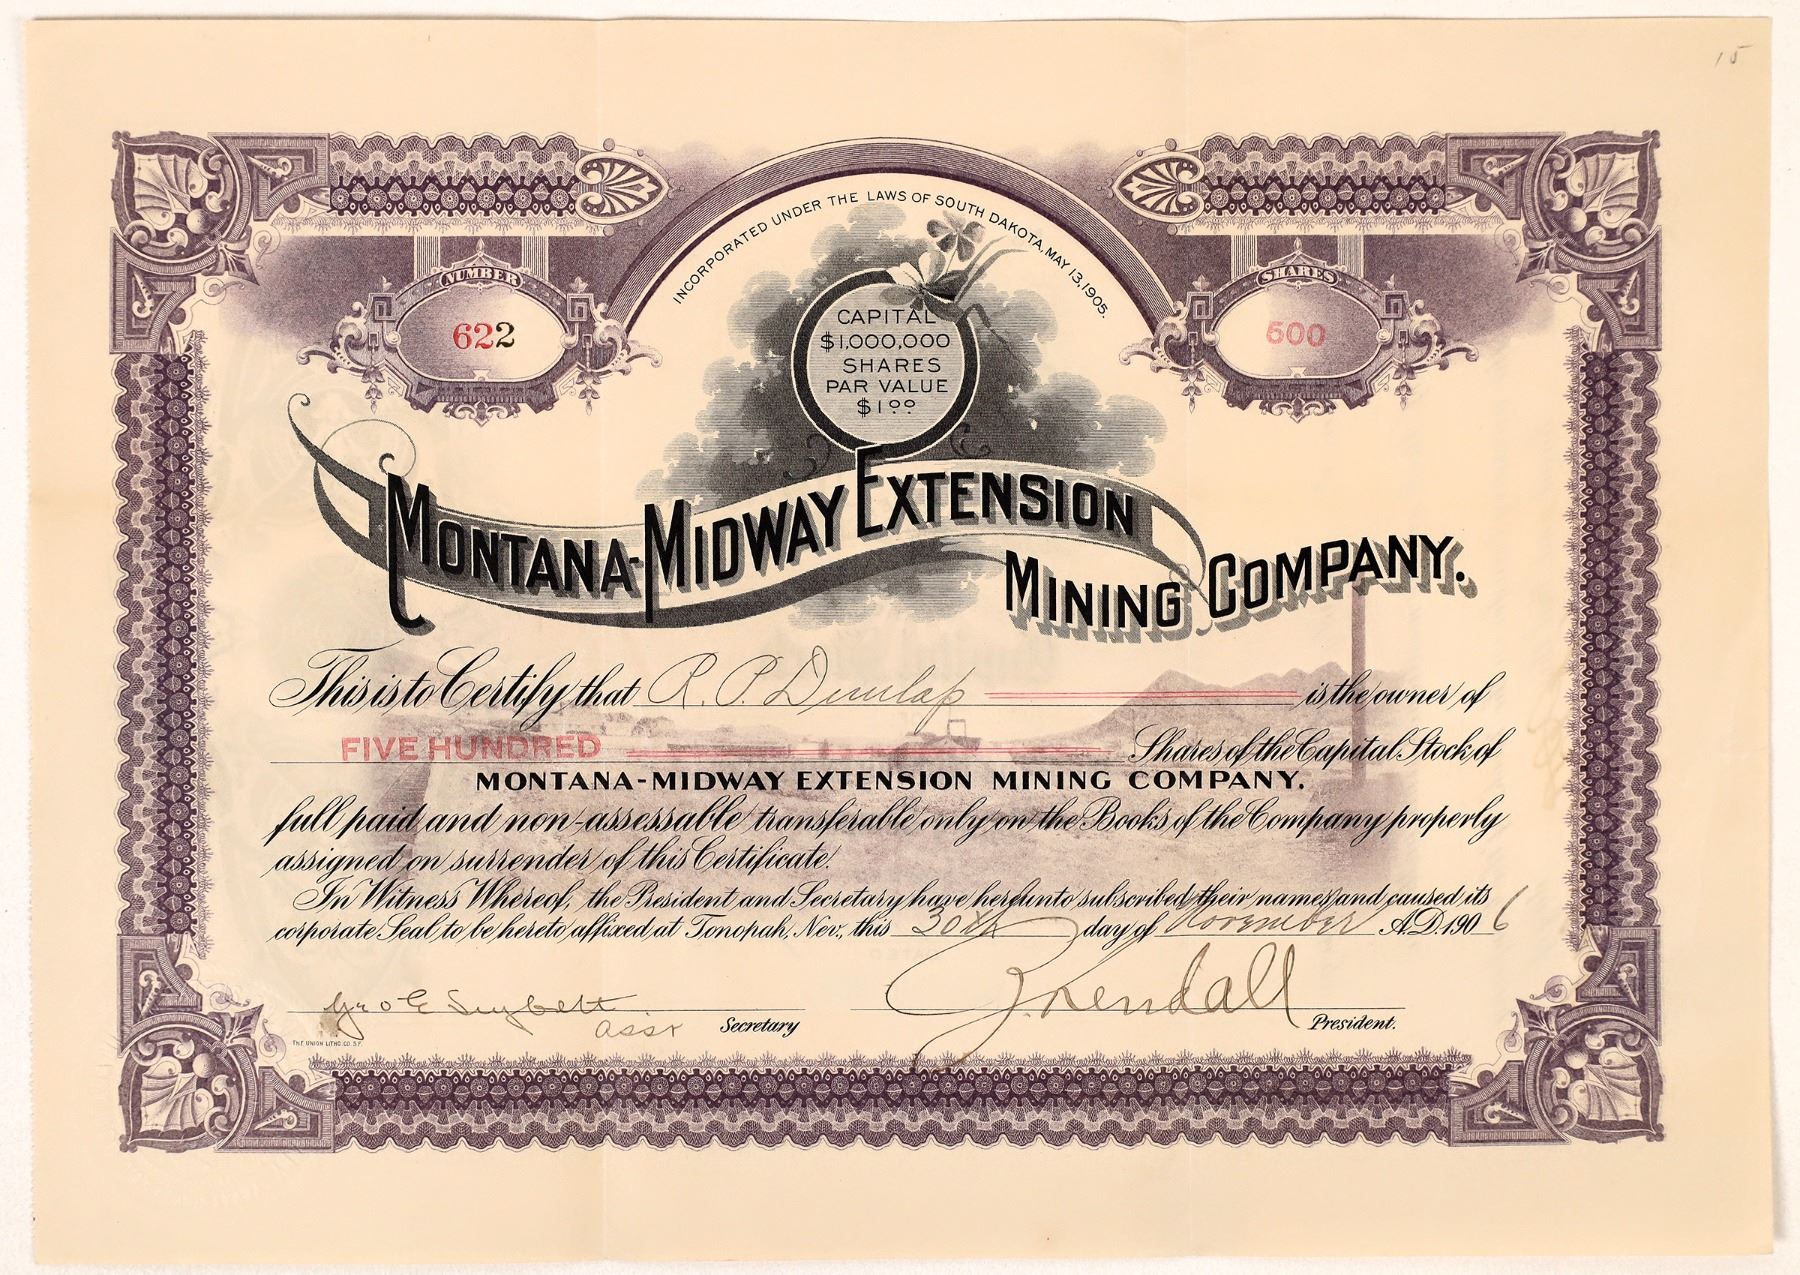 15
INCORPORATED UNDER THE LAWS OF SOUTH DAKOTA, MAY 13, 1905.
NUMBER
622
SHARES
500
CAPITAL
$1,000,000
SHARES
PAR VALUE
$1.00
MONTANA-MIDWAY EXTENSION
MINING COMPANY.
This is to Certify that R. P. Dunlap is the owner of
FIVE HUNDRED Shares of the Capital Stock of
MONTANA-MIDWAY EXTENSION MINING COMPANY.
full paid and non-assessable transferable only on the Books of the Company properly
assigned on surrender of this Certificate.
In Witness Whereof, the President and Secretary have hereunto subscribed their names and caused its
corporate Seal to be hereto affixed at Tonopah, Nev., this 30th day of November A.D. 1906
Geo E Asst Secretary
Kendall President.
THE UNION LITHO. CO. S.F.